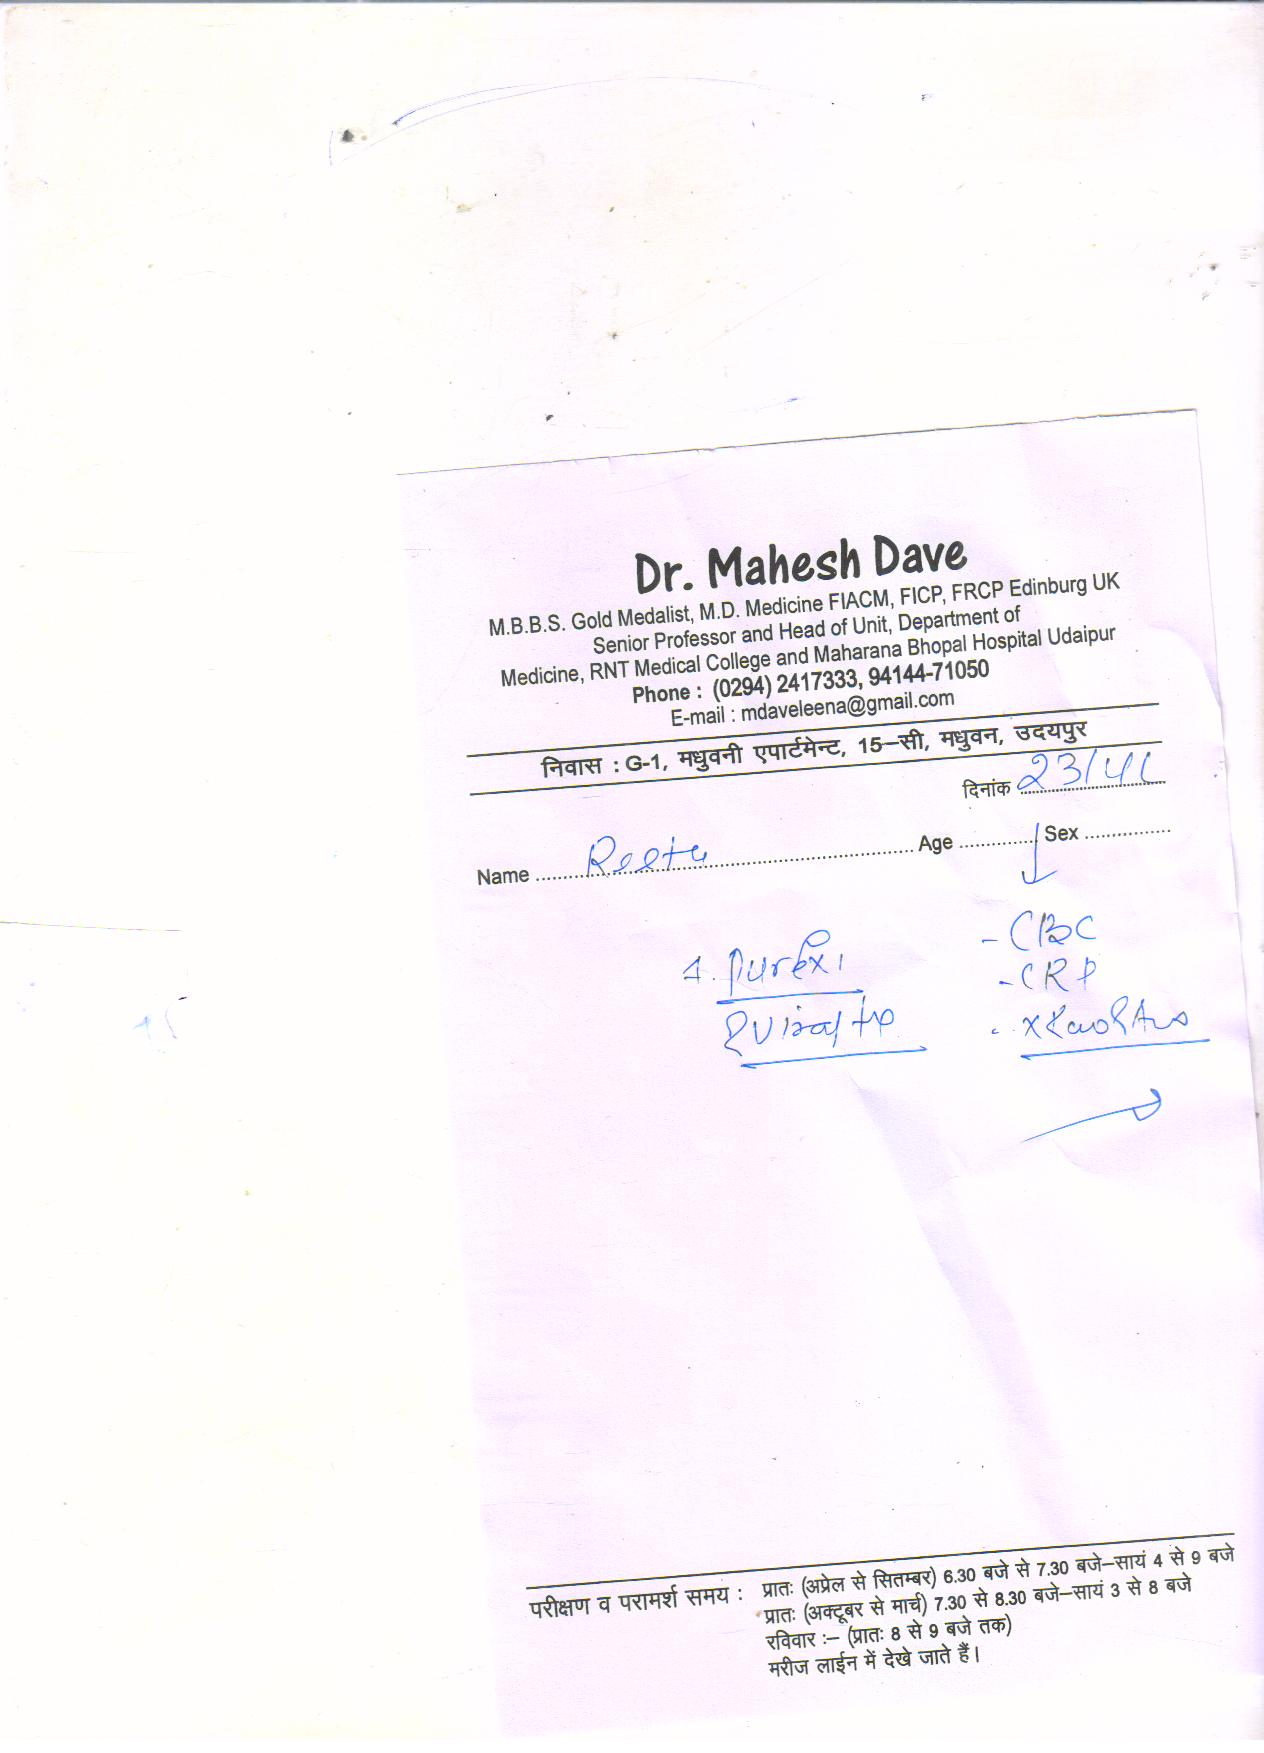 Dr. Mahesh Dave
M.B.B.S. Gold Medalist, M.D. Medicine FIACM, FICP, FRCP Edinburg UK
Senior Professor and Head of Unit, Department of
Medicine, RNT Medical College and Maharana Bhopal Hospital Udaipur
Phone : (0294) 2417333, 94144-71050
E-mail : mdaveleena@gmail.com
निवास : G-1, मधुवनी एपार्टमेन्ट, 15–सी, मधुवन, उदयपुर
दिनांक 23/4/
Name Reetu Age Sex
- CBC
- CRP
परीक्षण व परामर्श समय : प्रातः (अप्रेल से सितम्बर) 6.30 बजे से 7.30 बजे–सायं 4 से 9 बजे
प्रातः (अक्टूबर से मार्च) 7.30 से 8.30 बजे–सायं 3 से 8 बजे
रविवार :– (प्रातः 8 से 9 बजे तक)
मरीज लाईन में देखे जाते हैं।